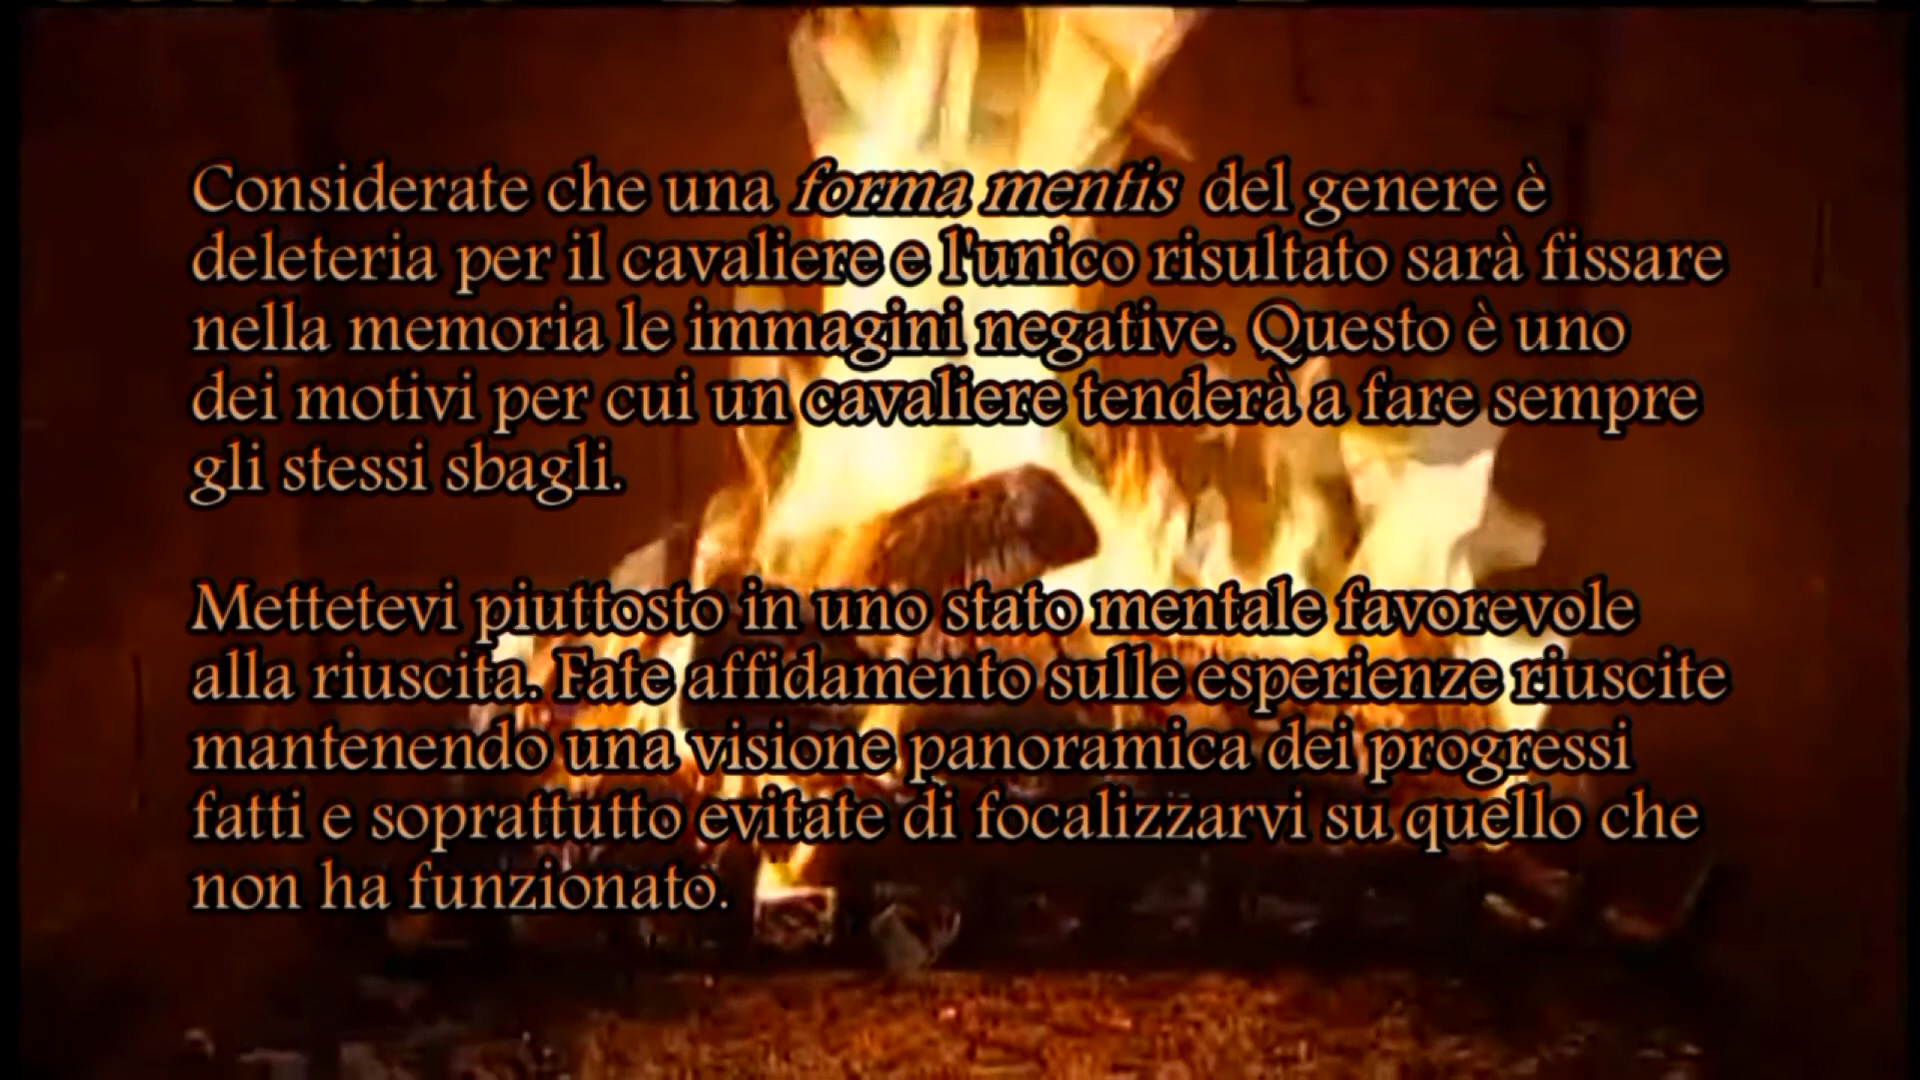 Considerate che una forma mentis del genere è
deleteria per il cavaliere e l'unico risultato sarà fissare
nella memoria le immagini negative. Questo è uno
dei motivi per cui un cavaliere tenderà a fare sempre
gli stessi sbagli.
Mettetevi piuttosto in uno stato mentale favorevole
alla riuscita. Fate affidamento sulle esperienze riuscite
mantenendo una visione panoramica dei progressi
fatti e soprattutto evitate di focalizzarvi su quello che
non ha funzionato.